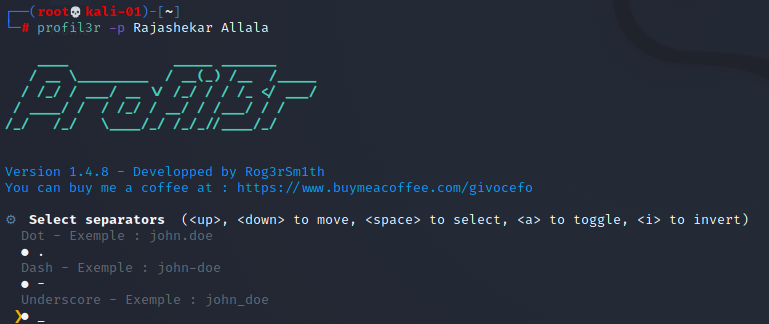 ┌──(root💀kali-01)-[~]
└─# profil3r -p Rajashekar Allala
Profil3r
Version 1.4.8 - Developped by Rog3rSm1th
You can buy me a coffee at : https://www.buymeacoffee.com/givocefo
⚙ Select separators (<up>, <down> to move, <space> to select, <a> to toggle, <i> to invert)
Dot - Exemple : john.doe
● .
Dash - Exemple : john-doe
● -
Underscore - Exemple : john_doe
❯● _